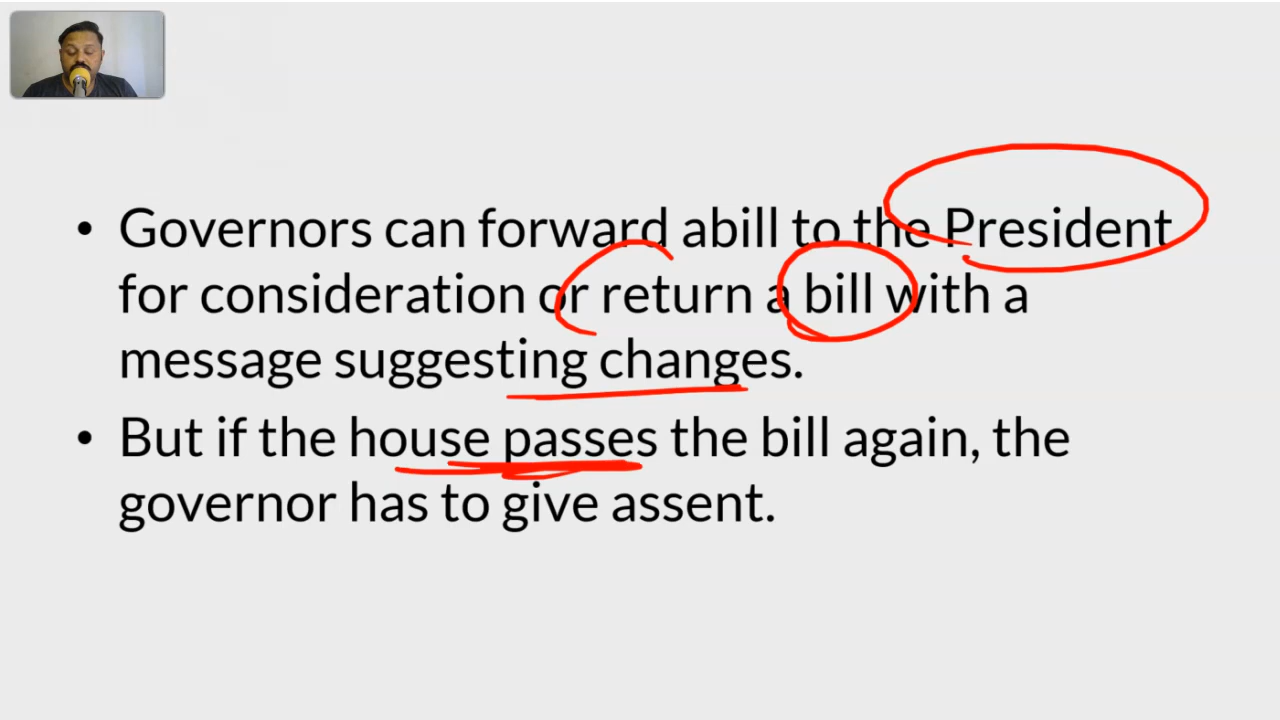 • Governors can forward abill to the President
for consideration or return a bill with a
message suggesting changes.
• But if the house passes the bill again, the
governor has to give assent.